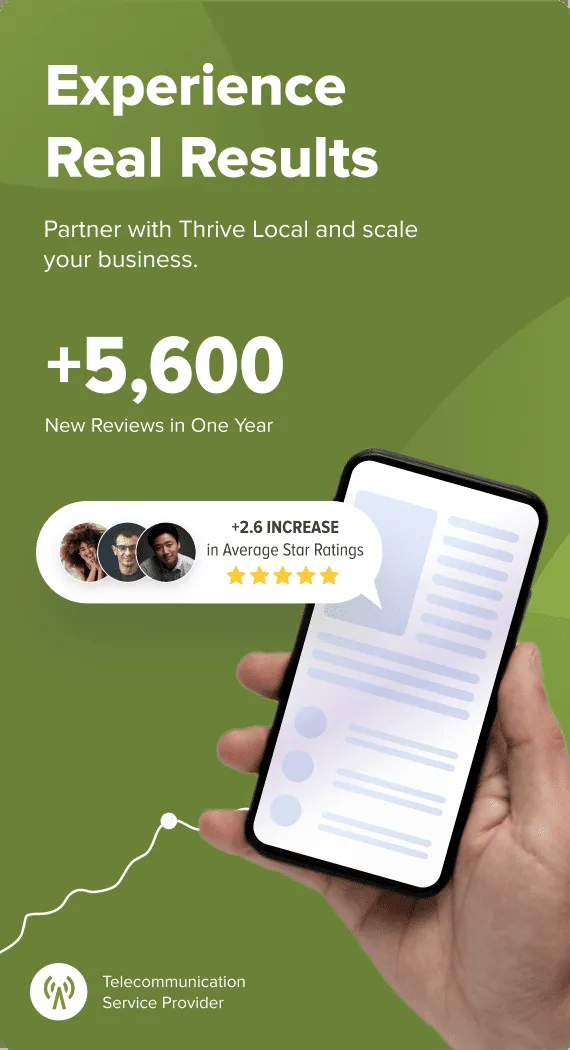 Experience
Real Results
Partner with Thrive Local and scale
your business.
+5,600
New Reviews in One Year
+2.6 INCREASE
in Average Star Ratings
Telecommunication
Service Provider